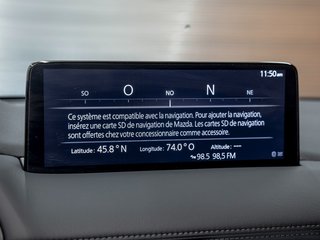 11:50am
SO O NO N NE
Ce système est compatible avec la navigation. Pour ajouter la navigation,
insérez une carte SD de navigation de Mazda. Les cartes SD de navigation
sont offertes chez votre concessionnaire comme accessoire.
Latitude : 45.8 ° N Longitude : 74.0 ° O Altitude : ---
98.5 98,5 FM